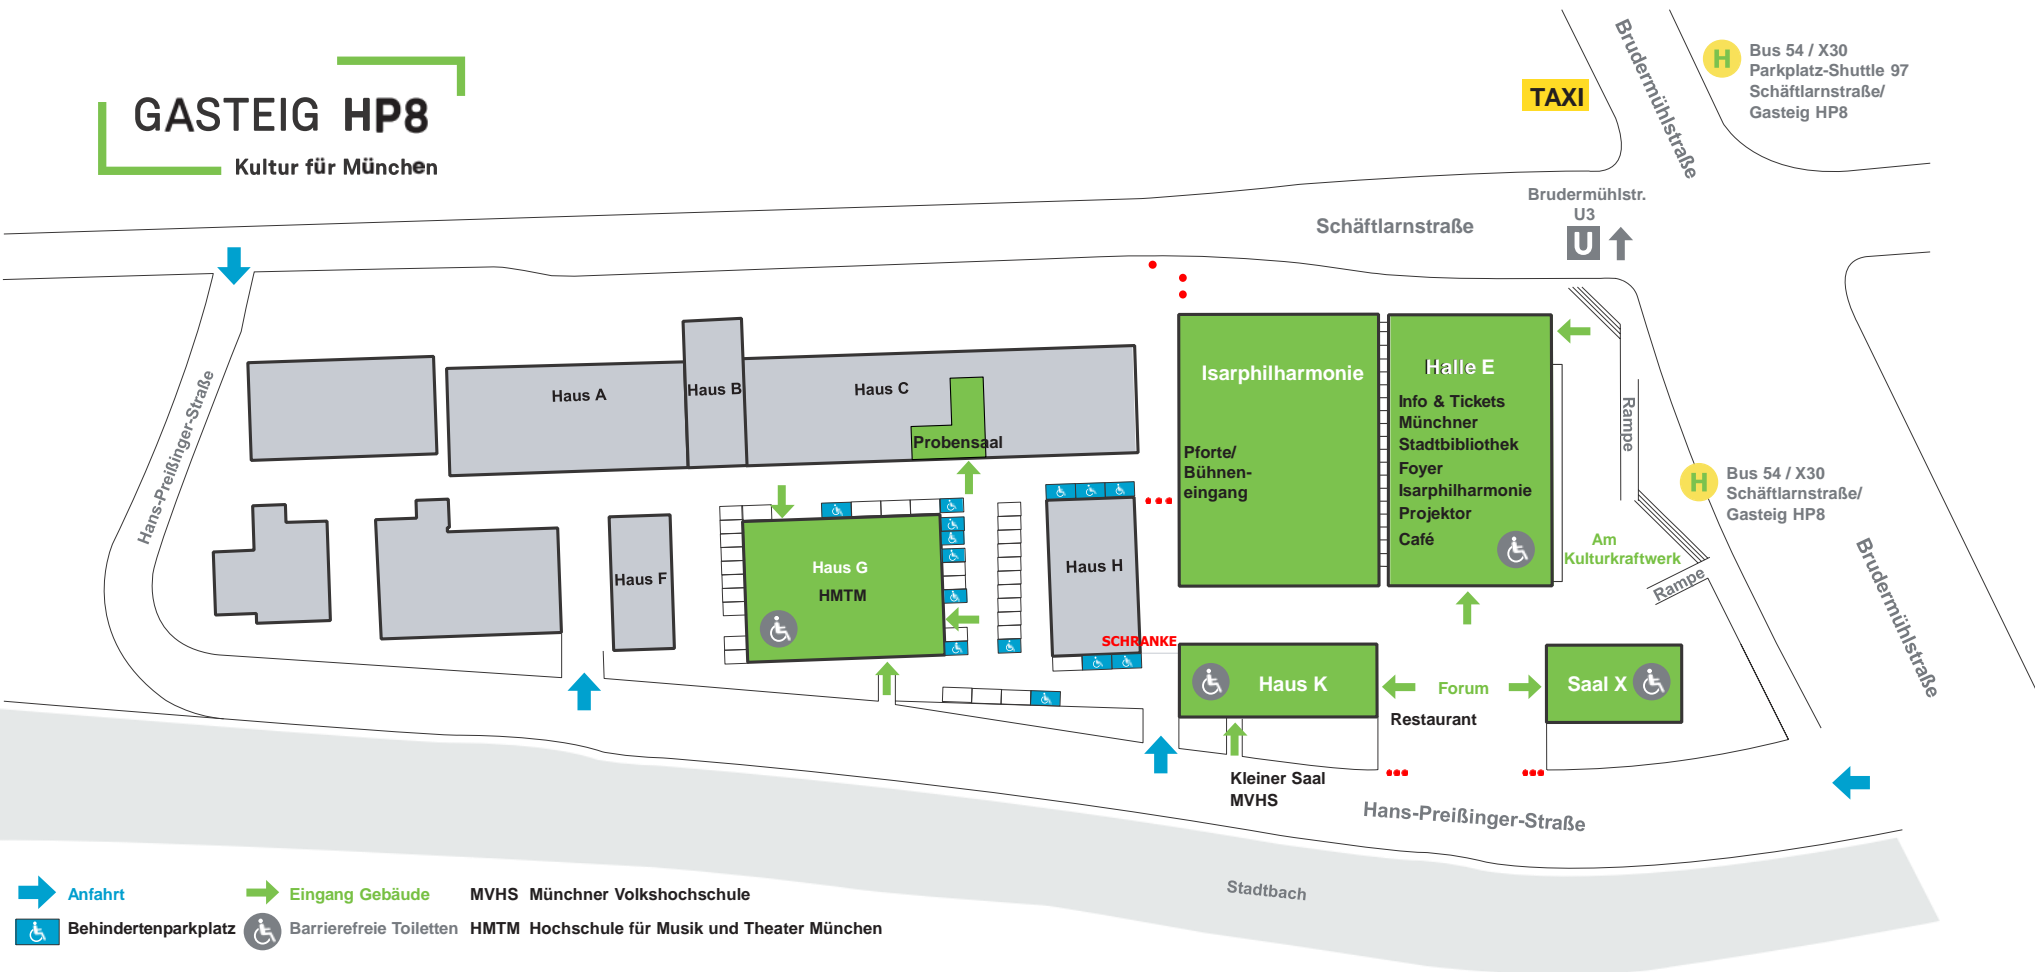 GASTEIG HP8
Kultur für München
TAXI
Brudermühlstraße
H
Bus 54 / X30
Parkplatz-Shuttle 97
Schäftlarnstraße/
Gasteig HP8
Brudermühlstr.
U3
U
Schäftlarnstraße
Hans-Preißinger-Straße
Haus A
Haus B
Haus C
Probensaal
Isarphilharmonie
Pforte/
Bühnen-
eingang
Halle E
Info & Tickets
Münchner
Stadtbibliothek
Foyer
Isarphilharmonie
Projektor
Café
Rampe
H
Bus 54 / X30
Schäftlarnstraße/
Gasteig HP8
Am
Kulturkraftwerk
Rampe
Brudermühlstraße
Haus F
Haus G
HMTM
Haus H
SCHRANKE
Haus K
Forum
Saal X
Restaurant
Kleiner Saal
MVHS
Hans-Preißinger-Straße
Stadtbach
Anfahrt
Eingang Gebäude
MVHS Münchner Volkshochschule
Behindertenparkplatz
Barrierefreie Toiletten
HMTM Hochschule für Musik und Theater München